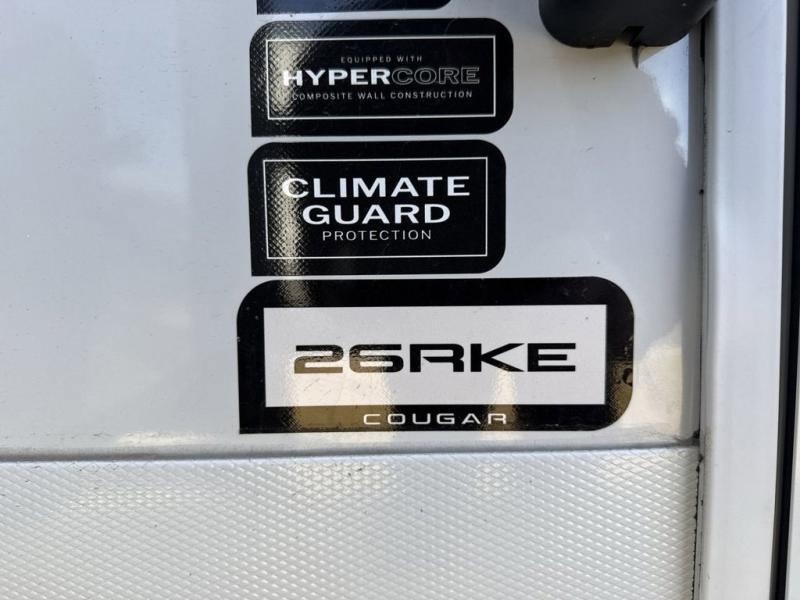 EQUIPPED WITH
HYPERCORE
COMPOSITE WALL CONSTRUCTION
CLIMATE
GUARD
PROTECTION
26RKE
COUGAR